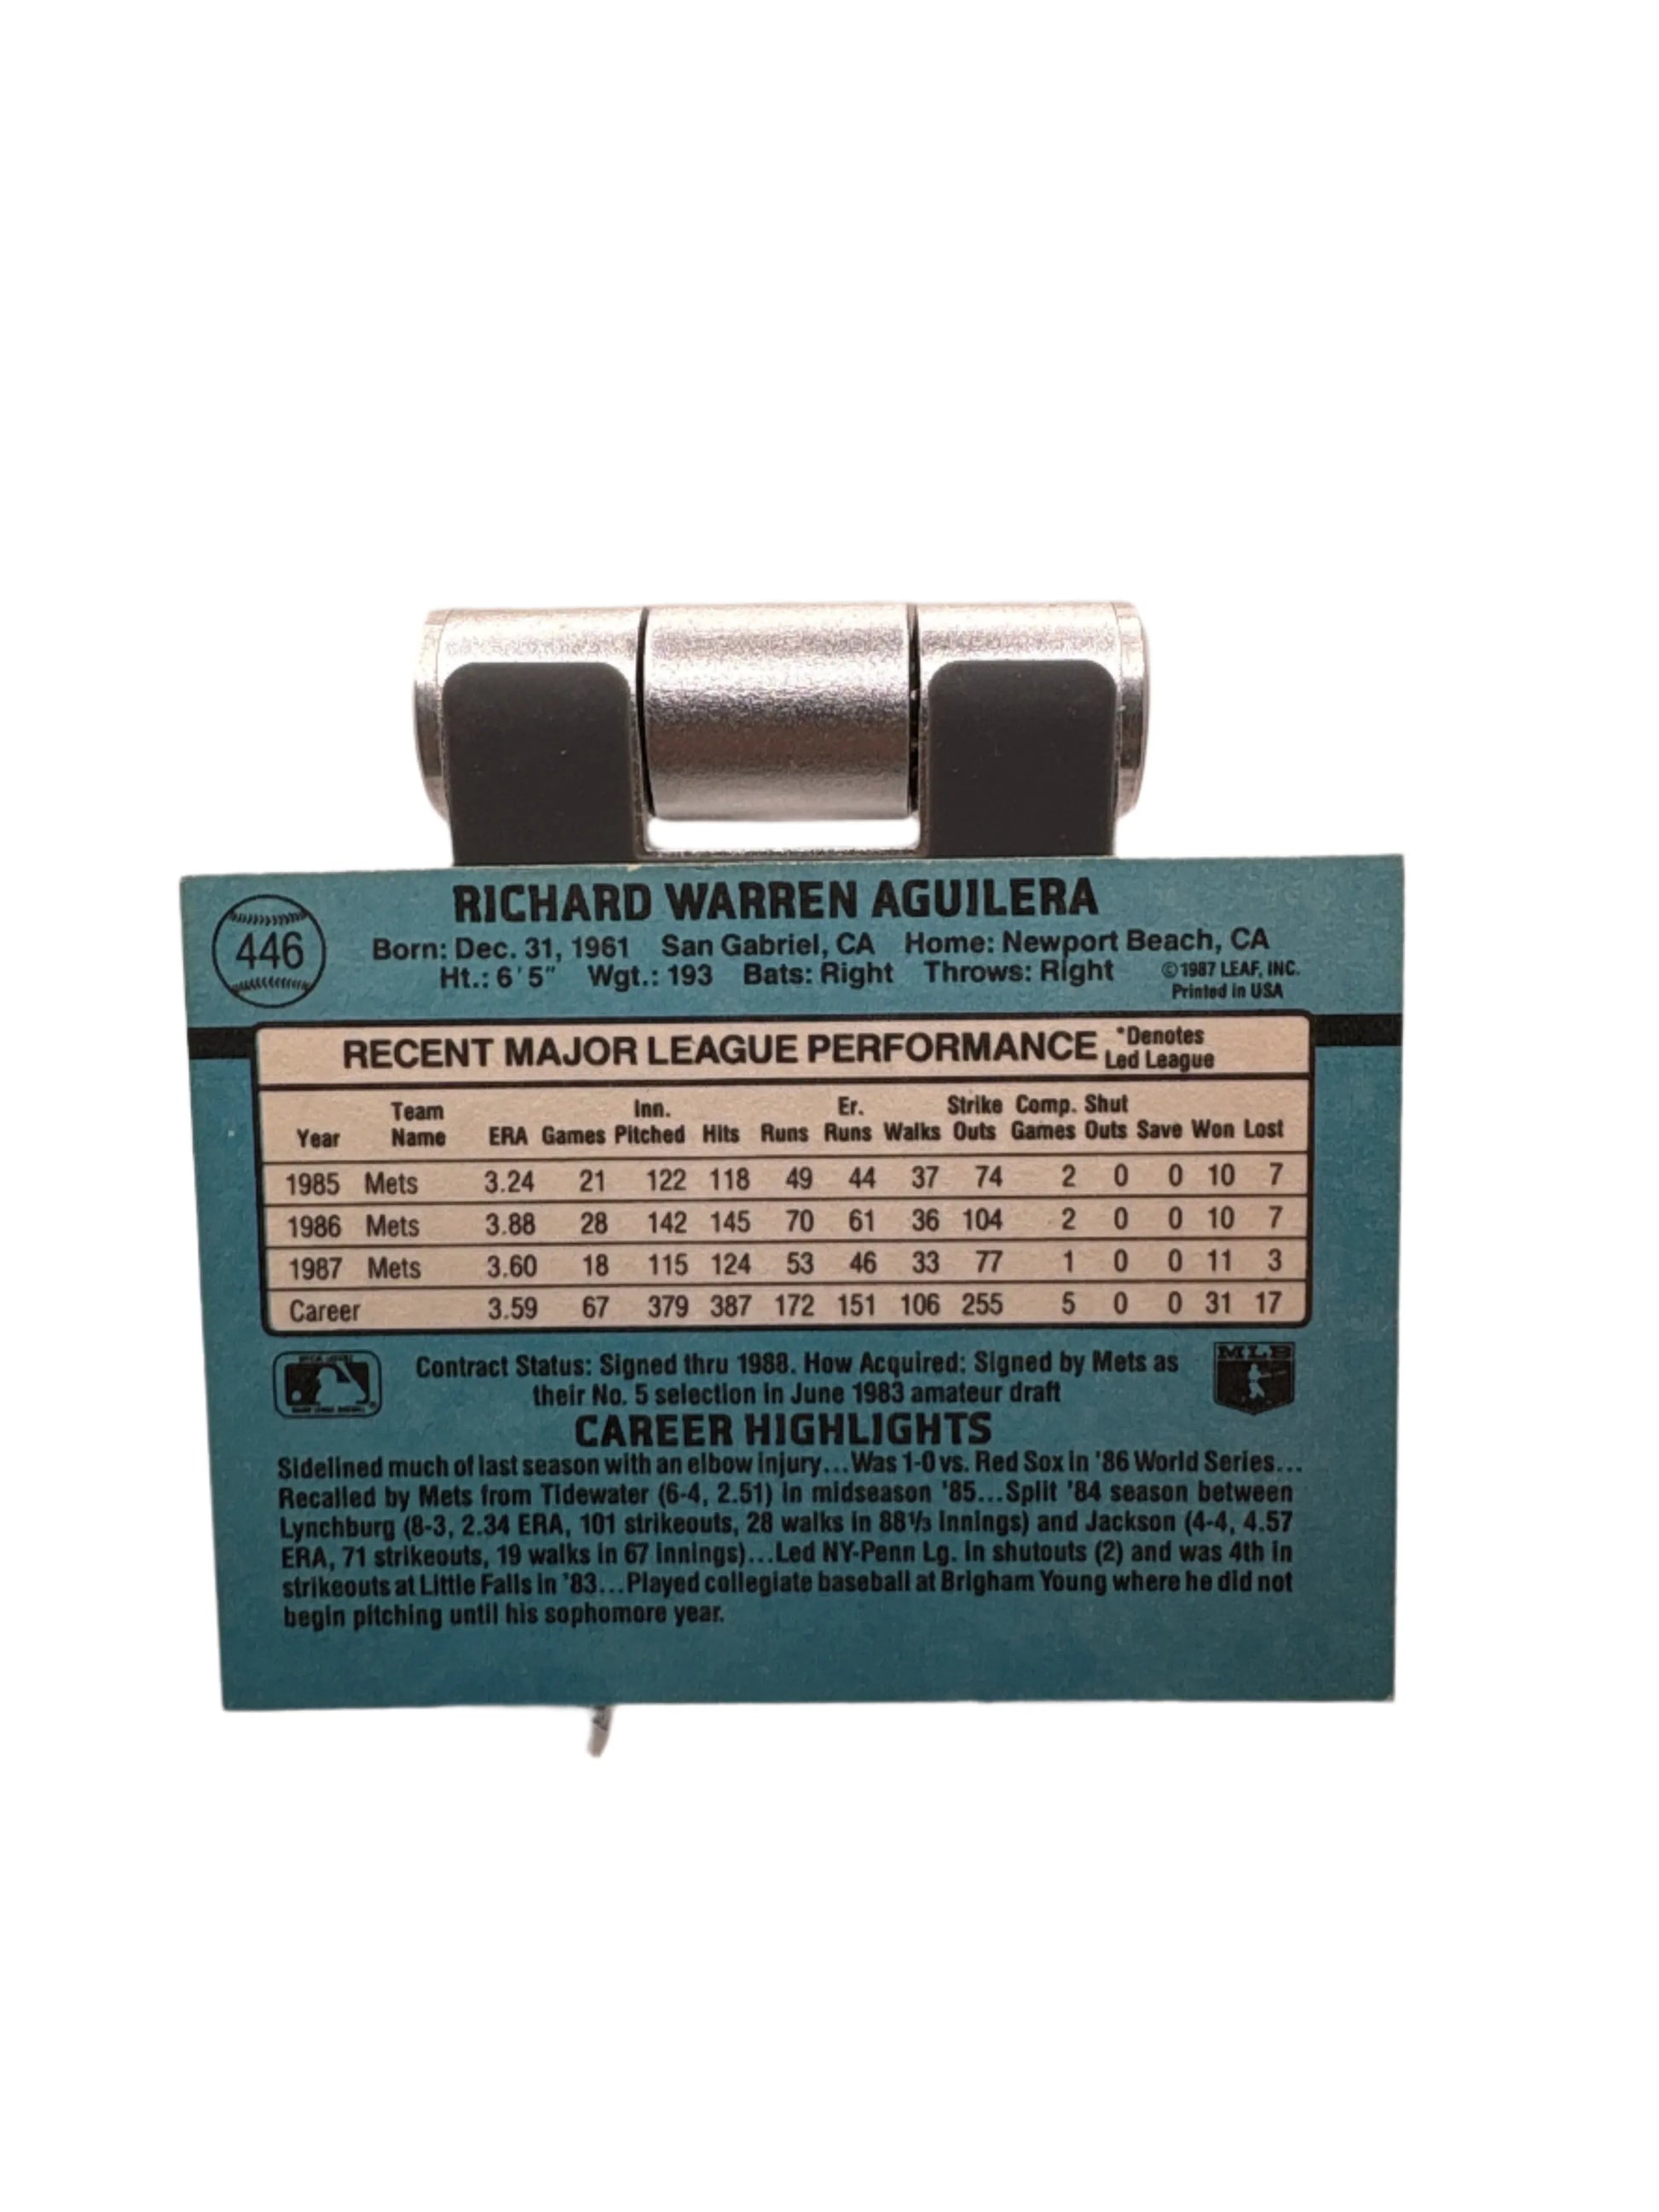 RICHARD WARREN AGUILERA
446
Born: Dec. 31, 1961 San Gabriel, CA Home: Newport Beach, CA
Ht.: 6'5" Wgt.: 193 Bats: Right Throws: Right ©1987 LEAF, INC.
Printed in USA
RECENT MAJOR LEAGUE PERFORMANCE *Denotes
Led League
Team Inn. Er. Strike Comp. Shut
Year Name ERA Games Pitched Hits Runs Runs Walks Outs Games Outs Save Won Lost
1985 Mets 3.24 21 122 118 49 44 37 74 2 0 0 10 7
1986 Mets 3.88 28 142 145 70 61 36 104 2 0 0 10 7
1987 Mets 3.60 18 115 124 53 46 33 77 1 0 0 11 3
Career 3.59 67 379 387 172 151 106 255 5 0 0 31 17
MLB
Contract Status: Signed thru 1988. How Acquired: Signed by Mets as
their No. 5 selection in June 1983 amateur draft
CAREER HIGHLIGHTS
Sidelined much of last season with an elbow injury...Was 1-0 vs. Red Sox in '86 World Series...
Recalled by Mets from Tidewater (6-4, 2.51) in midseason '85...Split '84 season between
Lynchburg (8-3, 2.34 ERA, 101 strikeouts, 28 walks in 88⅓ innings) and Jackson (4-4, 4.57
ERA, 71 strikeouts, 19 walks in 67 innings)...Led NY-Penn Lg. in shutouts (2) and was 4th in
strikeouts at Little Falls in '83...Played collegiate baseball at Brigham Young where he did not
begin pitching until his sophomore year.